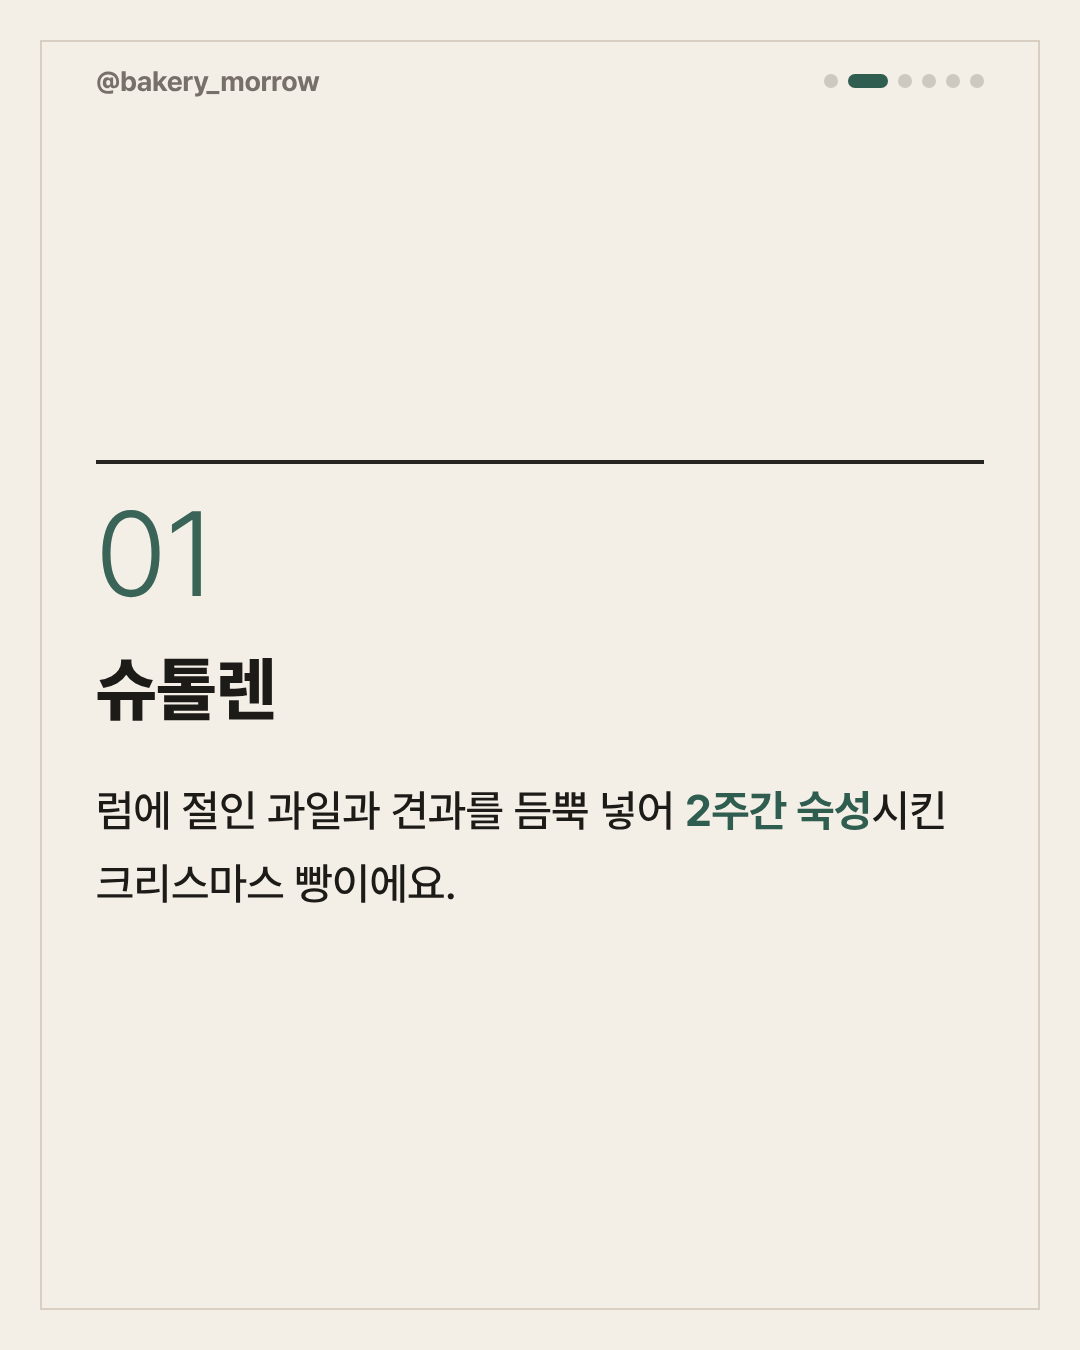 @bakery_morrow
01
슈톨렌
럼에 절인 과일과 견과를 듬뿍 넣어 2주간 숙성시킨
크리스마스 빵이에요.